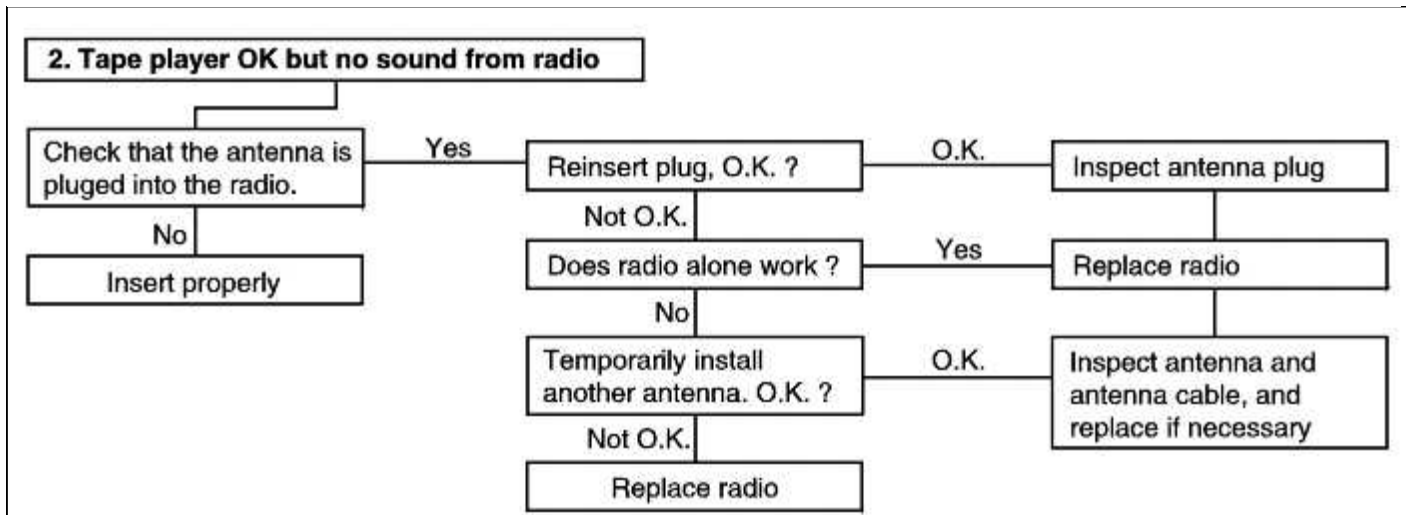 2. Tape player OK but no sound from radio
Check that the antenna is
pluged into the radio.
Yes
Reinsert plug, O.K. ?
O.K.
Inspect antenna plug
No
Not O.K.
Insert properly
Does radio alone work ?
Yes
Replace radio
No
Temporarily install
another antenna. O.K. ?
O.K.
Inspect antenna and
antenna cable, and
replace if necessary
Not O.K.
Replace radio